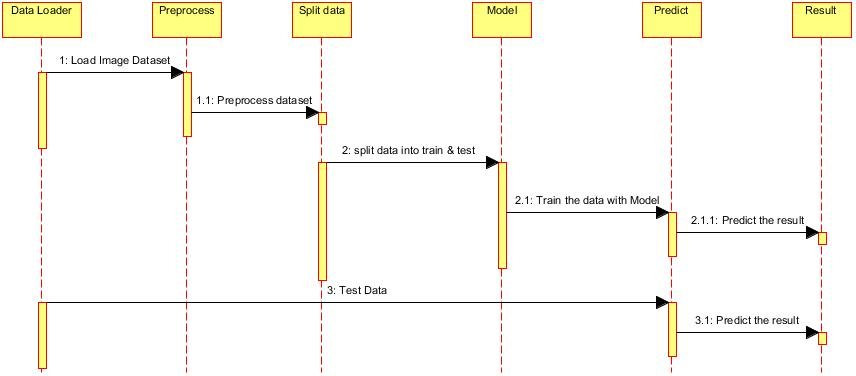 Data Loader
Preprocess
Split data
Model
Predict
Result
1: Load Image Dataset
1.1: Preprocess dataset
2: split data into train & test
2.1: Train the data with Model
2.1.1: Predict the result
3: Test Data
3.1: Predict the result